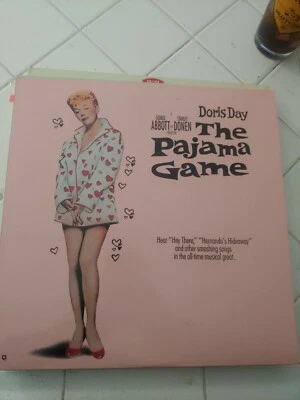 Doris Day
A
GEORGE STANLEY
ABBOTT-DONEN
The
Pajama
Game
Hear "Hey There," "Hernando's Hideaway"
and other smashing songs
in the all-time musical great.